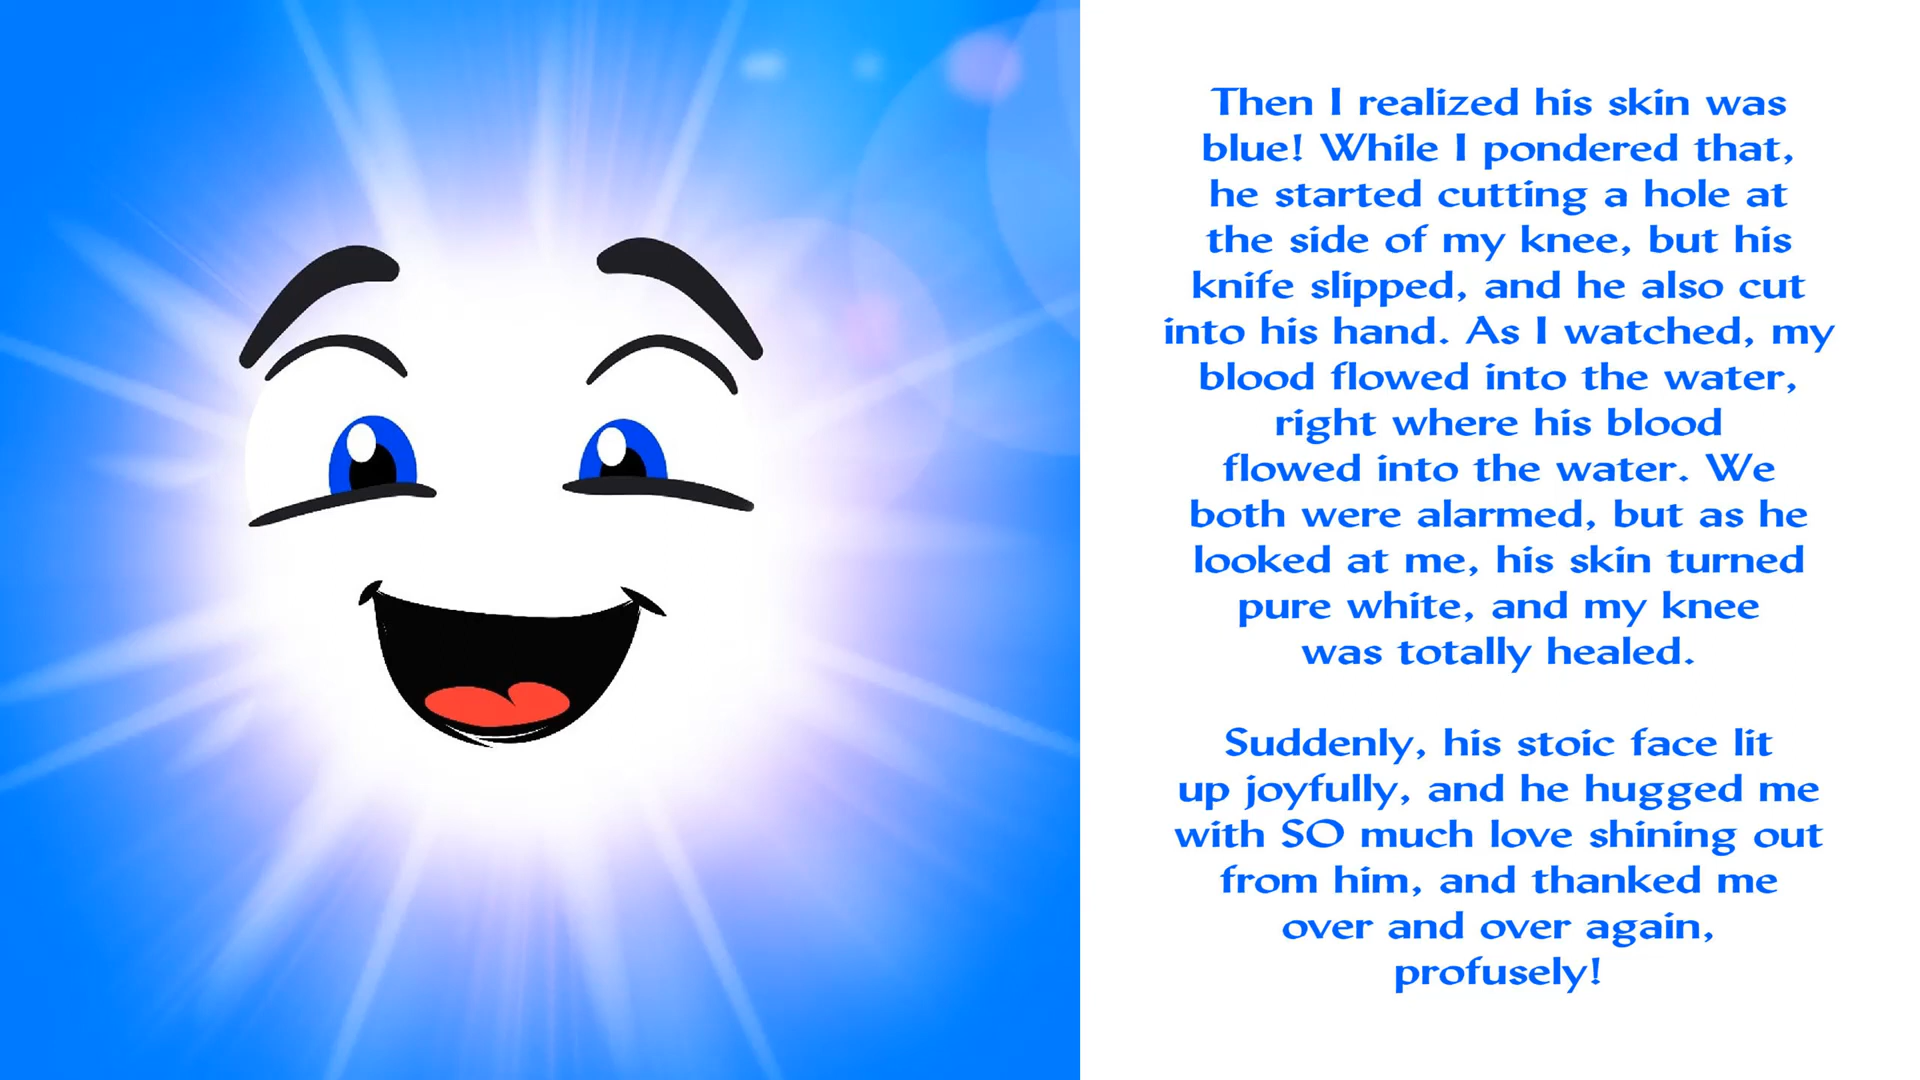 Then I realized his skin was
blue! While I pondered that,
he started cutting a hole at
the side of my knee, but his
knife slipped, and he also cut
into his hand. As I watched, my
blood flowed into the water,
right where his blood
flowed into the water. We
both were alarmed, but as he
looked at me, his skin turned
pure white, and my knee
was totally healed.
Suddenly, his stoic face lit
up joyfully, and he hugged me
with SO much love shining out
from him, and thanked me
over and over again,
profusely!